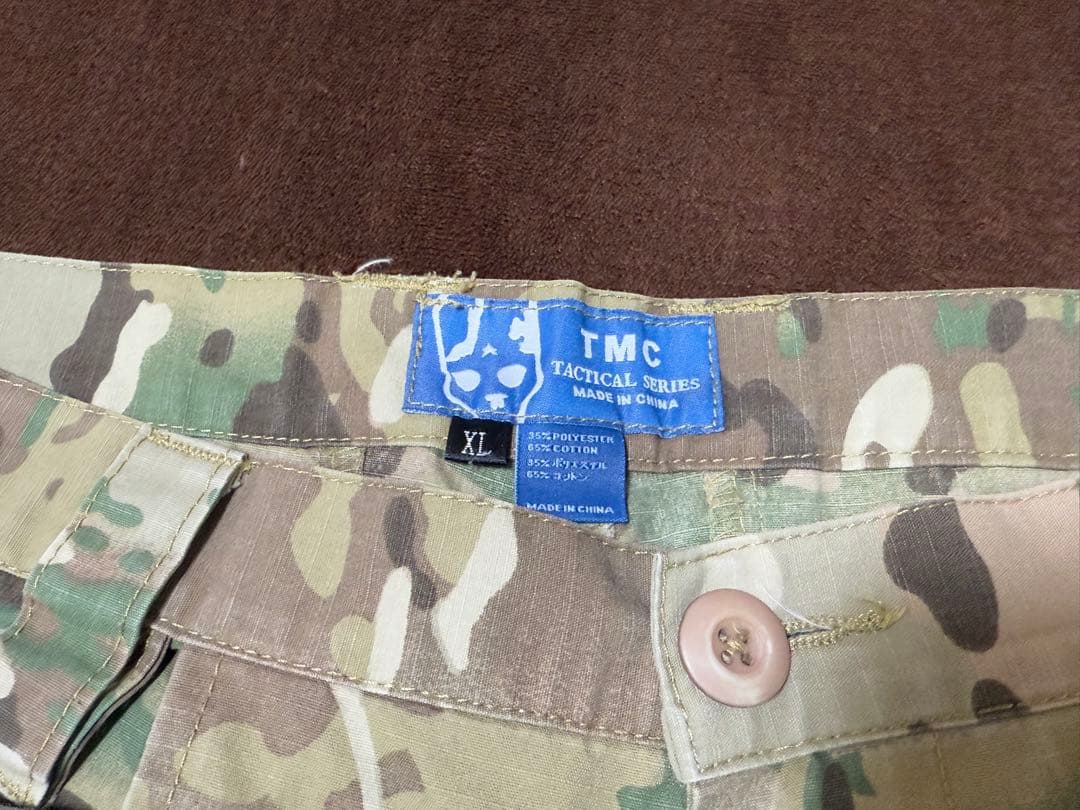 TMC
TACTICAL SERIES
MADE IN CHINA
XL
35% POLYESTER
65% COTTON
35% ポリエステル
65% コットン
MADE IN CHINA